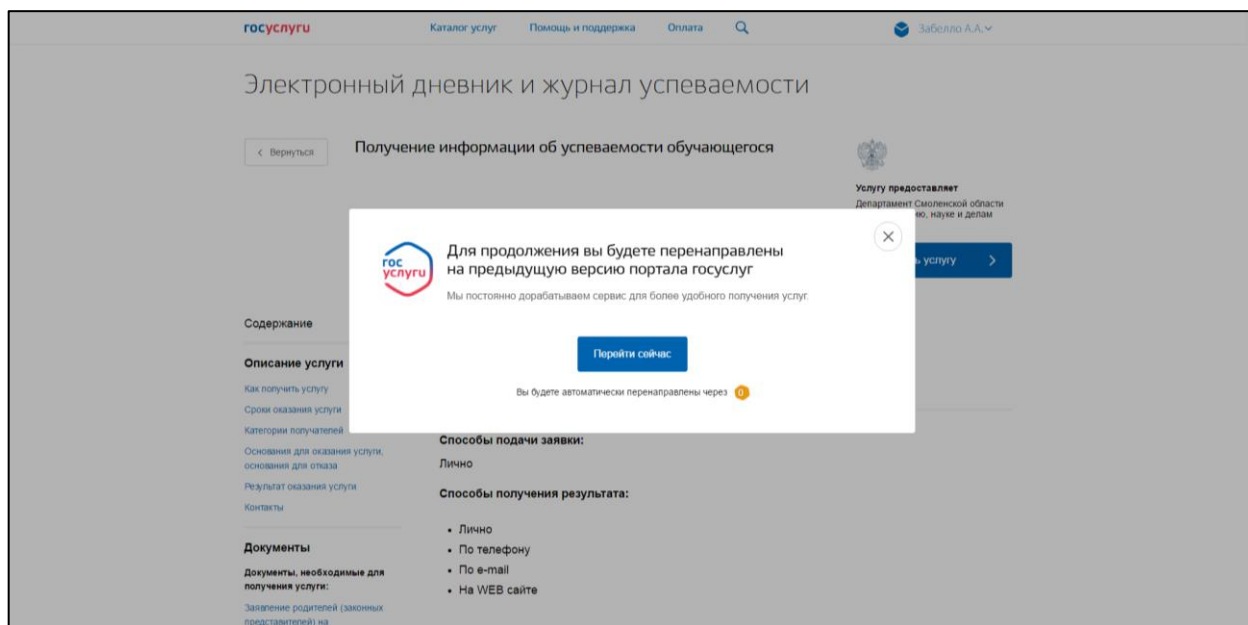 госуслуги
Каталог услуг
Помощь и поддержка
Оплата
Забелло А.А.
Электронный дневник и журнал успеваемости
Вернуться
Получение информации об успеваемости обучающегося
Услугу предоставляет
Департамент Смоленской области
ию, науке и делам
ь услугу
гос
услуги
Для продолжения вы будете перенаправлены
на предыдущую версию портала госуслуг
Мы постоянно дорабатываем сервис для более удобного получения услуг.
Перейти сейчас
Вы будете автоматически перенаправлены через 0
Содержание
Описание услуги
Как получить услугу
Сроки оказания услуги
Категории получателей
Основания для оказания услуги,
основания для отказа
Результат оказания услуги
Контакты
Документы
Документы, необходимые для
получения услуги:
Заявление родителей (законных
представителей) на
Способы подачи заявки:
Лично
Способы получения результата:
• Лично
• По телефону
• По e-mail
• На WEB сайте